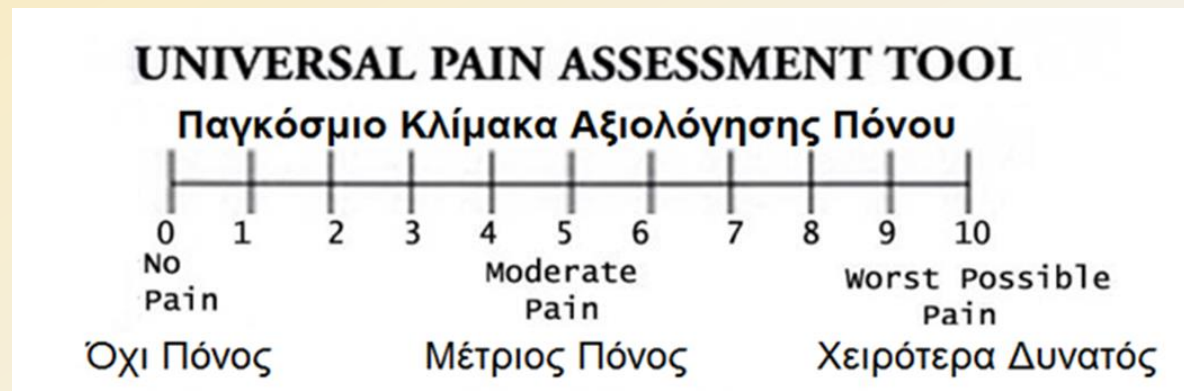 UNIVERSAL PAIN ASSESSMENT TOOL
Παγκόσμιο Κλίμακα Αξιολόγησης Πόνου
0 1 2 3 4 5 6 7 8 9 10
No Pain
Moderate Pain
Worst Possible Pain
Όχι Πόνος
Μέτριος Πόνος
Χειρότερα Δυνατός